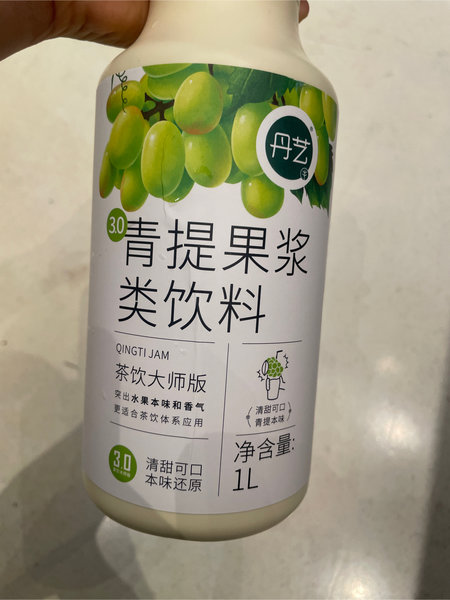 丹艺
3.0
青提果浆
类饮料
QINGTI JAM
茶饮大师版
突出水果本味和香气
更适合茶饮体系应用
清甜可口
青提本味
3.0
清甜可口
本味还原
净含量:
1L